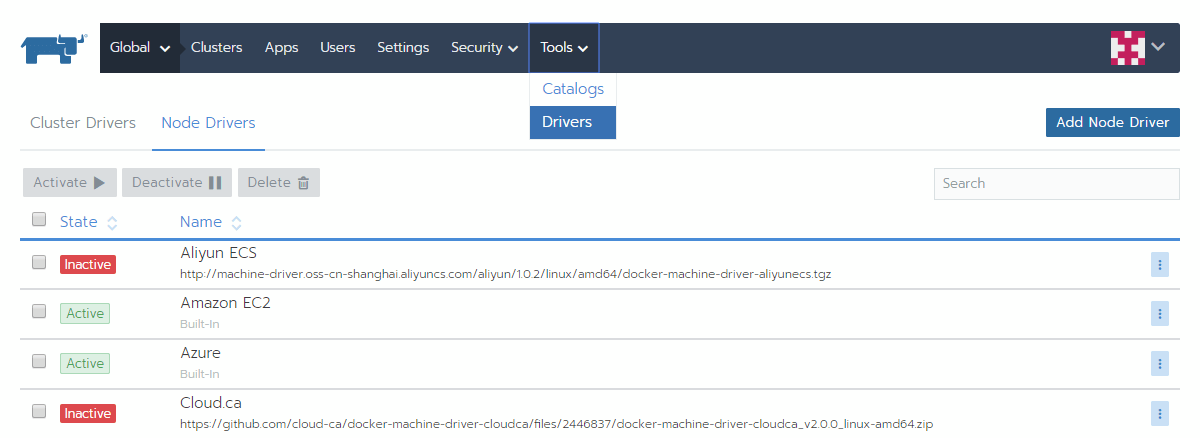 Global Clusters Apps Users Settings Security Tools
Catalogs
Drivers
Cluster Drivers Node Drivers Add Node Driver
Activate Deactivate Delete Search
State Name
Inactive Aliyun ECS
http://machine-driver.oss-cn-shanghai.aliyuncs.com/aliyun/1.0.2/linux/amd64/docker-machine-driver-aliyunecs.tgz
Active Amazon EC2
Built-In
Active Azure
Built-In
Inactive Cloud.ca
https://github.com/cloud-ca/docker-machine-driver-cloudca/files/2446837/docker-machine-driver-cloudca_v2.0.0_linux-amd64.zip